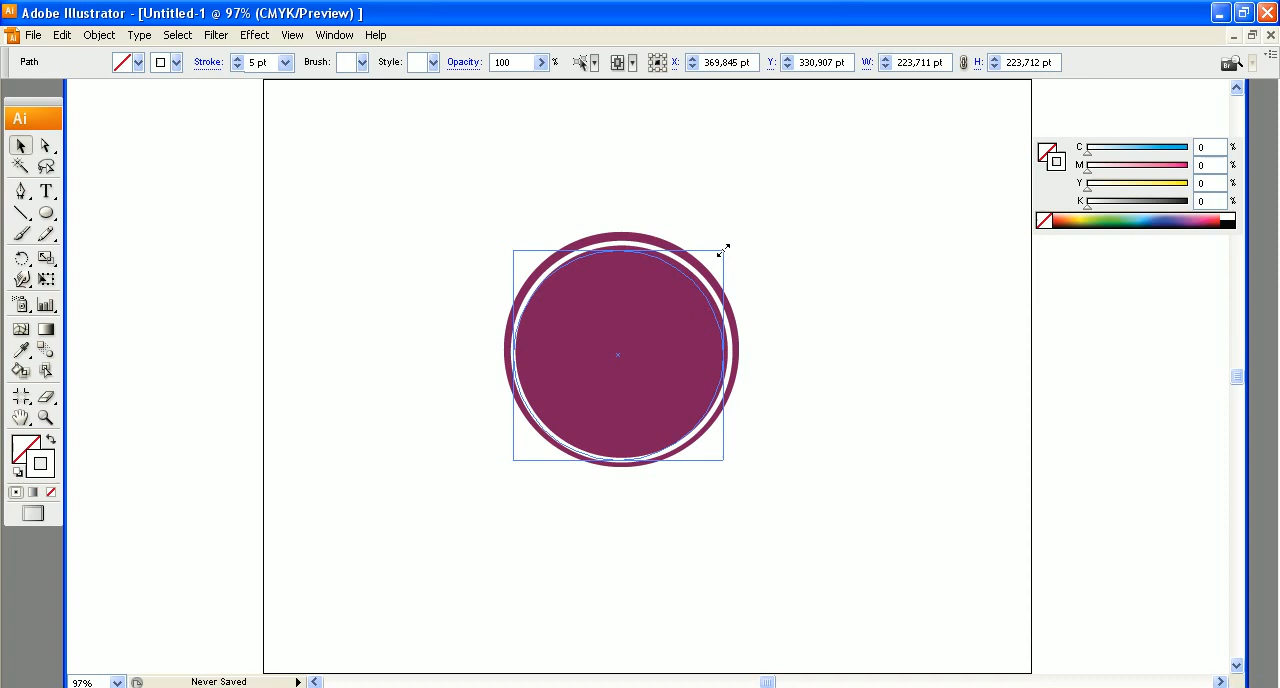 Adobe Illustrator - [Untitled-1 @ 97% (CMYK/Preview) ]
File Edit Object Type Select Filter Effect View Window Help
Path Stroke: 5 pt Brush: Style: Opacity: 100 % X: 369,845 pt Y: 330,907 pt W: 223,711 pt H: 223,712 pt
Ai
C 0 %
M 0 %
Y 0 %
K 0 %
97% Never Saved